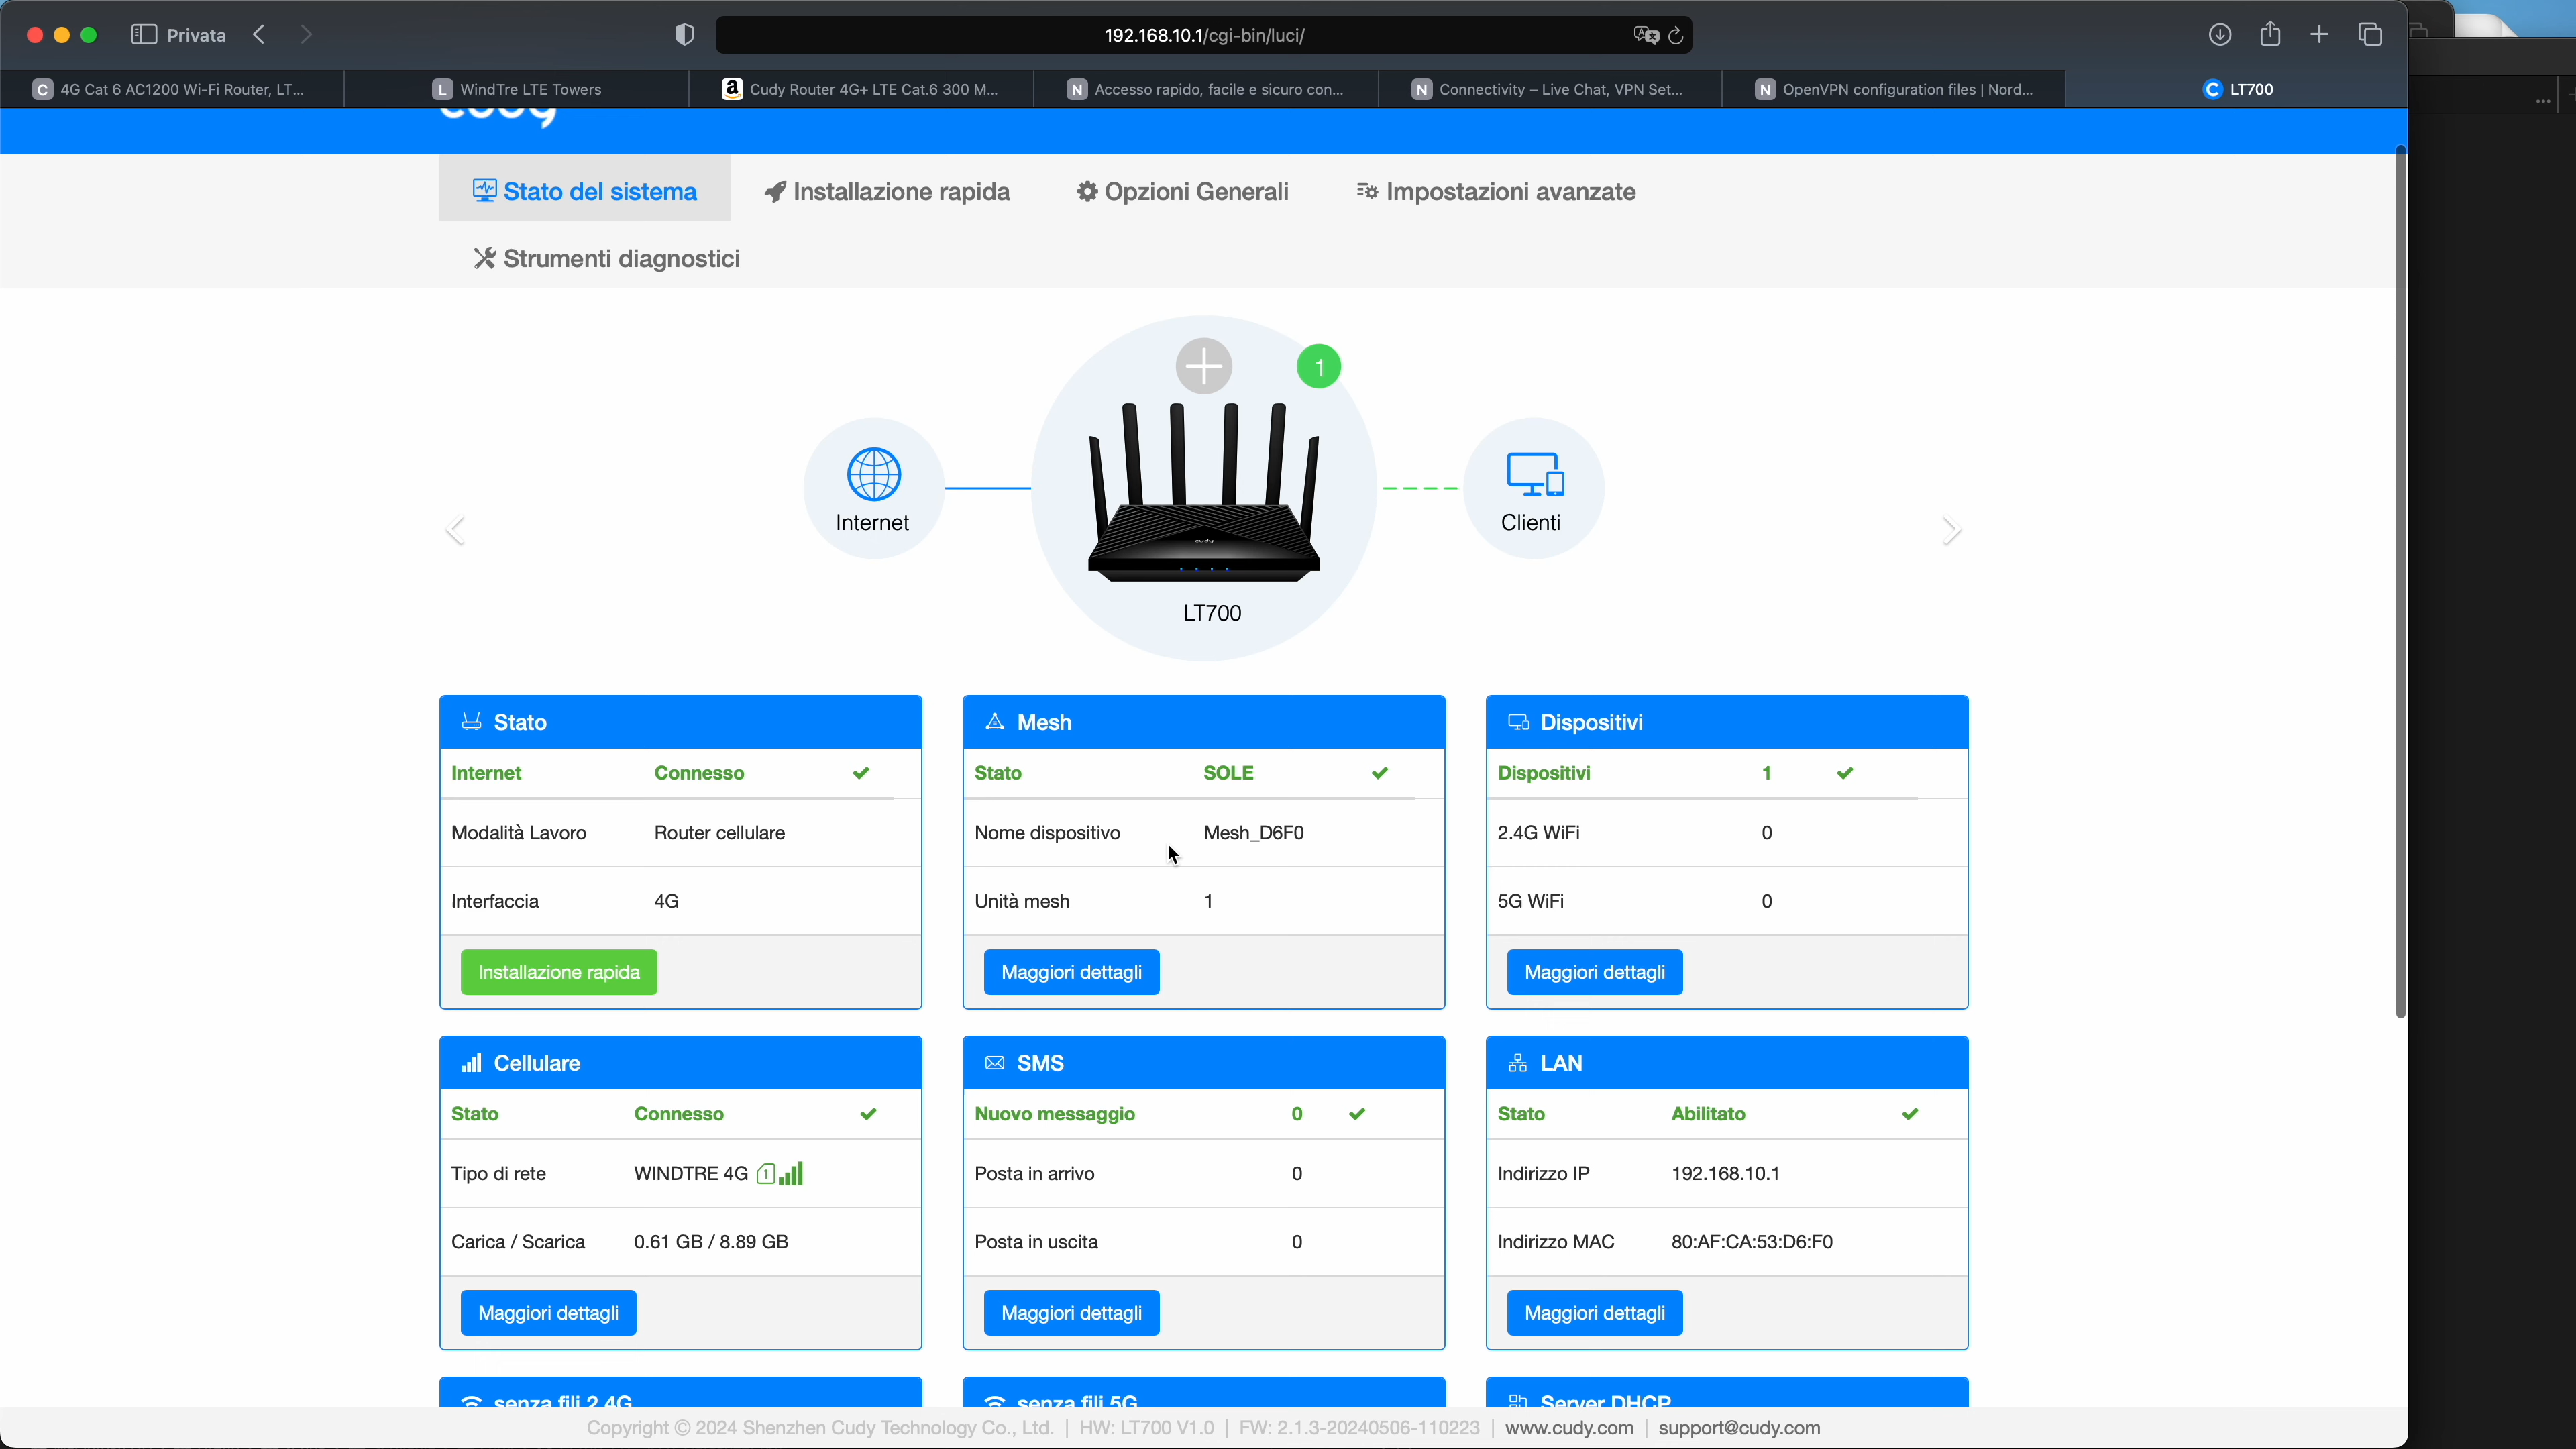 Privata
192.168.10.1/cgi-bin/luci/
4G Cat 6 AC1200 Wi-Fi Router, LT...
WindTre LTE Towers
Cudy Router 4G+ LTE Cat.6 300 M...
Accesso rapido, facile e sicuro con...
Connectivity – Live Chat, VPN Set...
OpenVPN configuration files | Nord...
LT700
Stato del sistema
Installazione rapida
Opzioni Generali
Impostazioni avanzate
Strumenti diagnostici
1
Internet
cudy
Clienti
LT700
Stato
Internet Connesso
Modalità Lavoro Router cellulare
Interfaccia 4G
Installazione rapida
Mesh
Stato SOLE
Nome dispositivo Mesh_D6F0
Unità mesh 1
Maggiori dettagli
Dispositivi
Dispositivi 1
2.4G WiFi 0
5G WiFi 0
Maggiori dettagli
Cellulare
Stato Connesso
Tipo di rete WINDTRE 4G 1
Carica / Scarica 0.61 GB / 8.89 GB
Maggiori dettagli
SMS
Nuovo messaggio 0
Posta in arrivo 0
Posta in uscita 0
Maggiori dettagli
LAN
Stato Abilitato
Indirizzo IP 192.168.10.1
Indirizzo MAC 80:AF:CA:53:D6:F0
Maggiori dettagli
senza fili 2.4G
senza fili 5G
Server DHCP
Copyright © 2024 Shenzhen Cudy Technology Co., Ltd. | HW: LT700 V1.0 | FW: 2.1.3-20240506-110223 | www.cudy.com | support@cudy.com